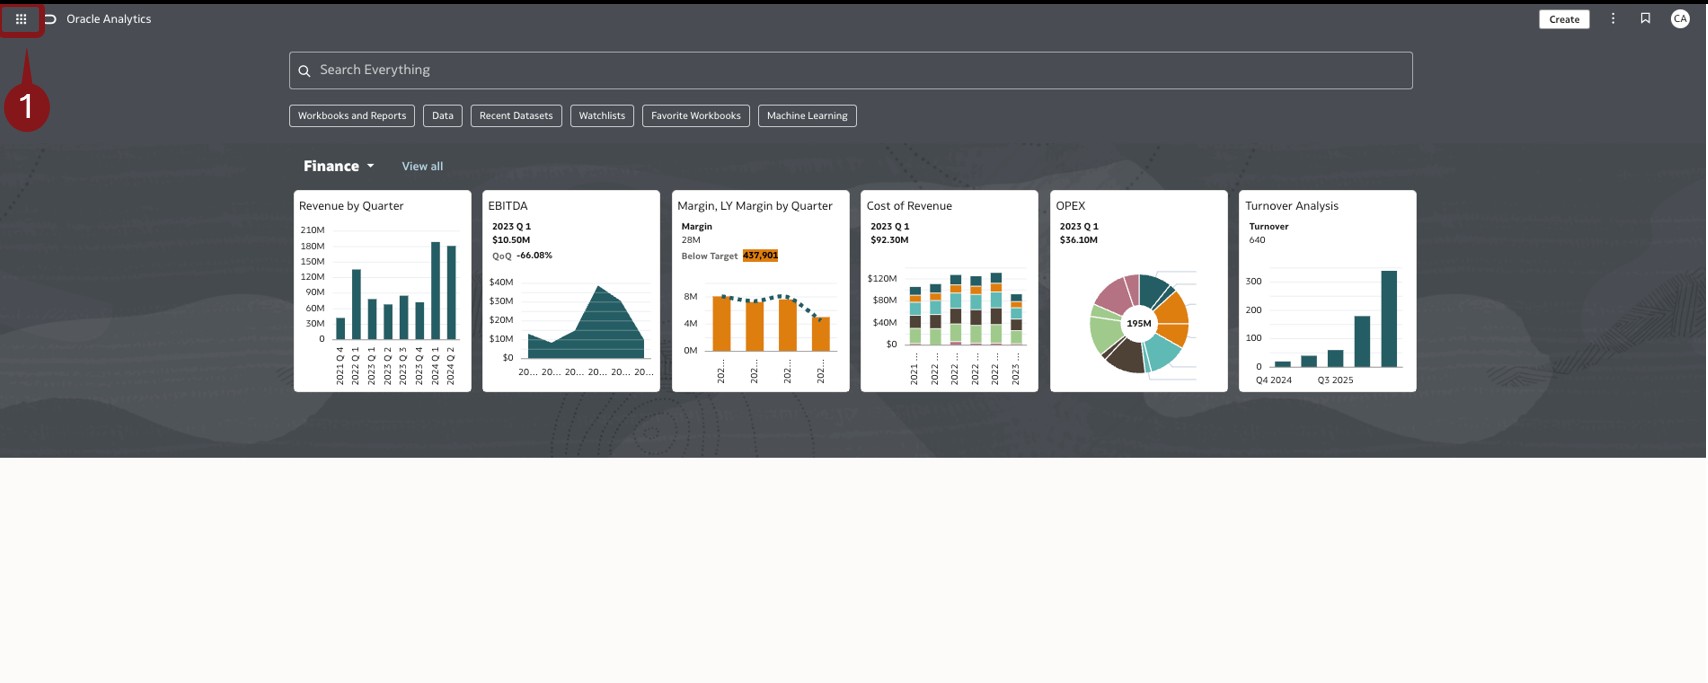 Oracle Analytics
Create
CA
1
Search Everything
Workbooks and Reports
Data
Recent Datasets
Watchlists
Favorite Workbooks
Machine Learning
Finance
View all
Revenue by Quarter
210M
180M
150M
120M
90M
60M
30M
0
2021 Q 4
2022 Q 1
2023 Q 1
2023 Q 2
2023 Q 3
2023 Q 4
2024 Q 1
2024 Q 2
EBITDA
2023 Q 1
$10.50M
QoQ -66.08%
$40M
$30M
$20M
$10M
$0
20... 20... 20... 20... 20... 20...
Margin, LY Margin by Quarter
Margin
28M
Below Target 437,901
8M
4M
0M
202...
202...
202...
202...
Cost of Revenue
2023 Q 1
$92.30M
$120M
$80M
$40M
$0
2021 ...
2022 ...
2022 ...
2022 ...
2022 ...
2023 ...
OPEX
2023 Q 1
$36.10M
195M
Turnover Analysis
Turnover
640
300
200
100
0
Q4 2024 Q3 2025